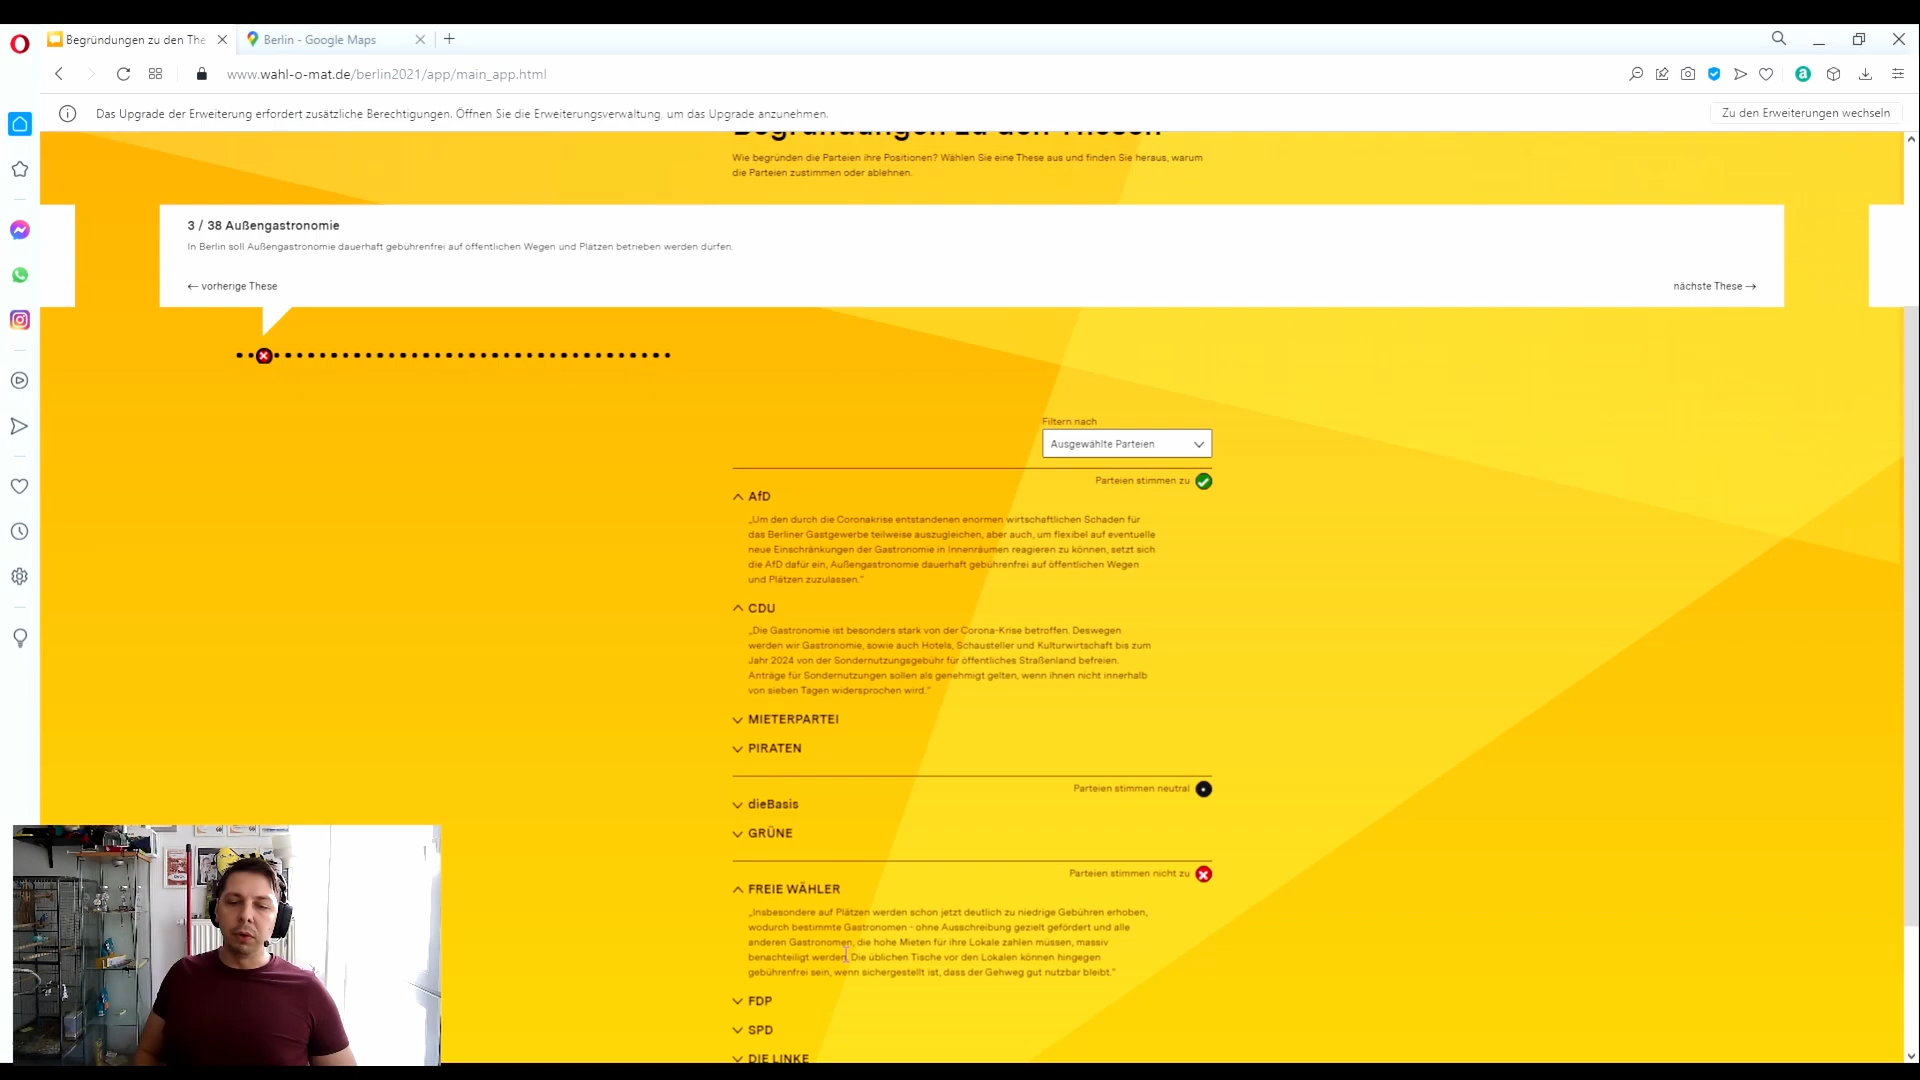 Begründungen zu den The
Berlin - Google Maps
www.wahl-o-mat.de/berlin2021/app/main_app.html
Das Upgrade der Erweiterung erfordert zusätzliche Berechtigungen. Öffnen Sie die Erweiterungsverwaltung, um das Upgrade anzunehmen.
Zu den Erweiterungen wechseln
Begründungen zu den Thesen
Wie begründen die Parteien ihre Positionen? Wählen Sie eine These aus und finden Sie heraus, warum
die Parteien zustimmen oder ablehnen.
3 / 38 Außengastronomie
In Berlin soll Außengastronomie dauerhaft gebührenfrei auf öffentlichen Wegen und Plätzen betrieben werden dürfen.
← vorherige These
nächste These →
Filtern nach
Ausgewählte Parteien
Parteien stimmen zu
AfD
„Um den durch die Coronakrise entstandenen enormen wirtschaftlichen Schaden für
das Berliner Gastgewerbe teilweise auszugleichen, aber auch, um flexibel auf eventuelle
neue Einschränkungen der Gastronomie in Innenräumen reagieren zu können, setzt sich
die AfD dafür ein, Außengastronomie dauerhaft gebührenfrei auf öffentlichen Wegen
und Plätzen zuzulassen.“
CDU
„Die Gastronomie ist besonders stark von der Corona-Krise betroffen. Deswegen
werden wir Gastronomie, sowie auch Hotels, Schausteller und Kulturwirtschaft bis zum
Jahr 2024 von der Sondernutzungsgebühr für öffentliches Straßenland befreien.
Anträge für Sondernutzungen sollen als genehmigt gelten, wenn ihnen nicht innerhalb
von sieben Tagen widersprochen wird.“
MIETERPARTEI
PIRATEN
Parteien stimmen neutral
dieBasis
GRÜNE
Parteien stimmen nicht zu
FREIE WÄHLER
„Insbesondere auf Plätzen werden schon jetzt deutlich zu niedrige Gebühren erhoben,
wodurch bestimmte Gastronomen - ohne Ausschreibung gezielt gefördert und alle
anderen Gastronomen, die hohe Mieten für ihre Lokale zahlen müssen, massiv
benachteiligt werden. Die üblichen Tische vor den Lokalen können hingegen
gebührenfrei sein, wenn sichergestellt ist, dass der Gehweg gut nutzbar bleibt.“
FDP
SPD
DIE LINKE